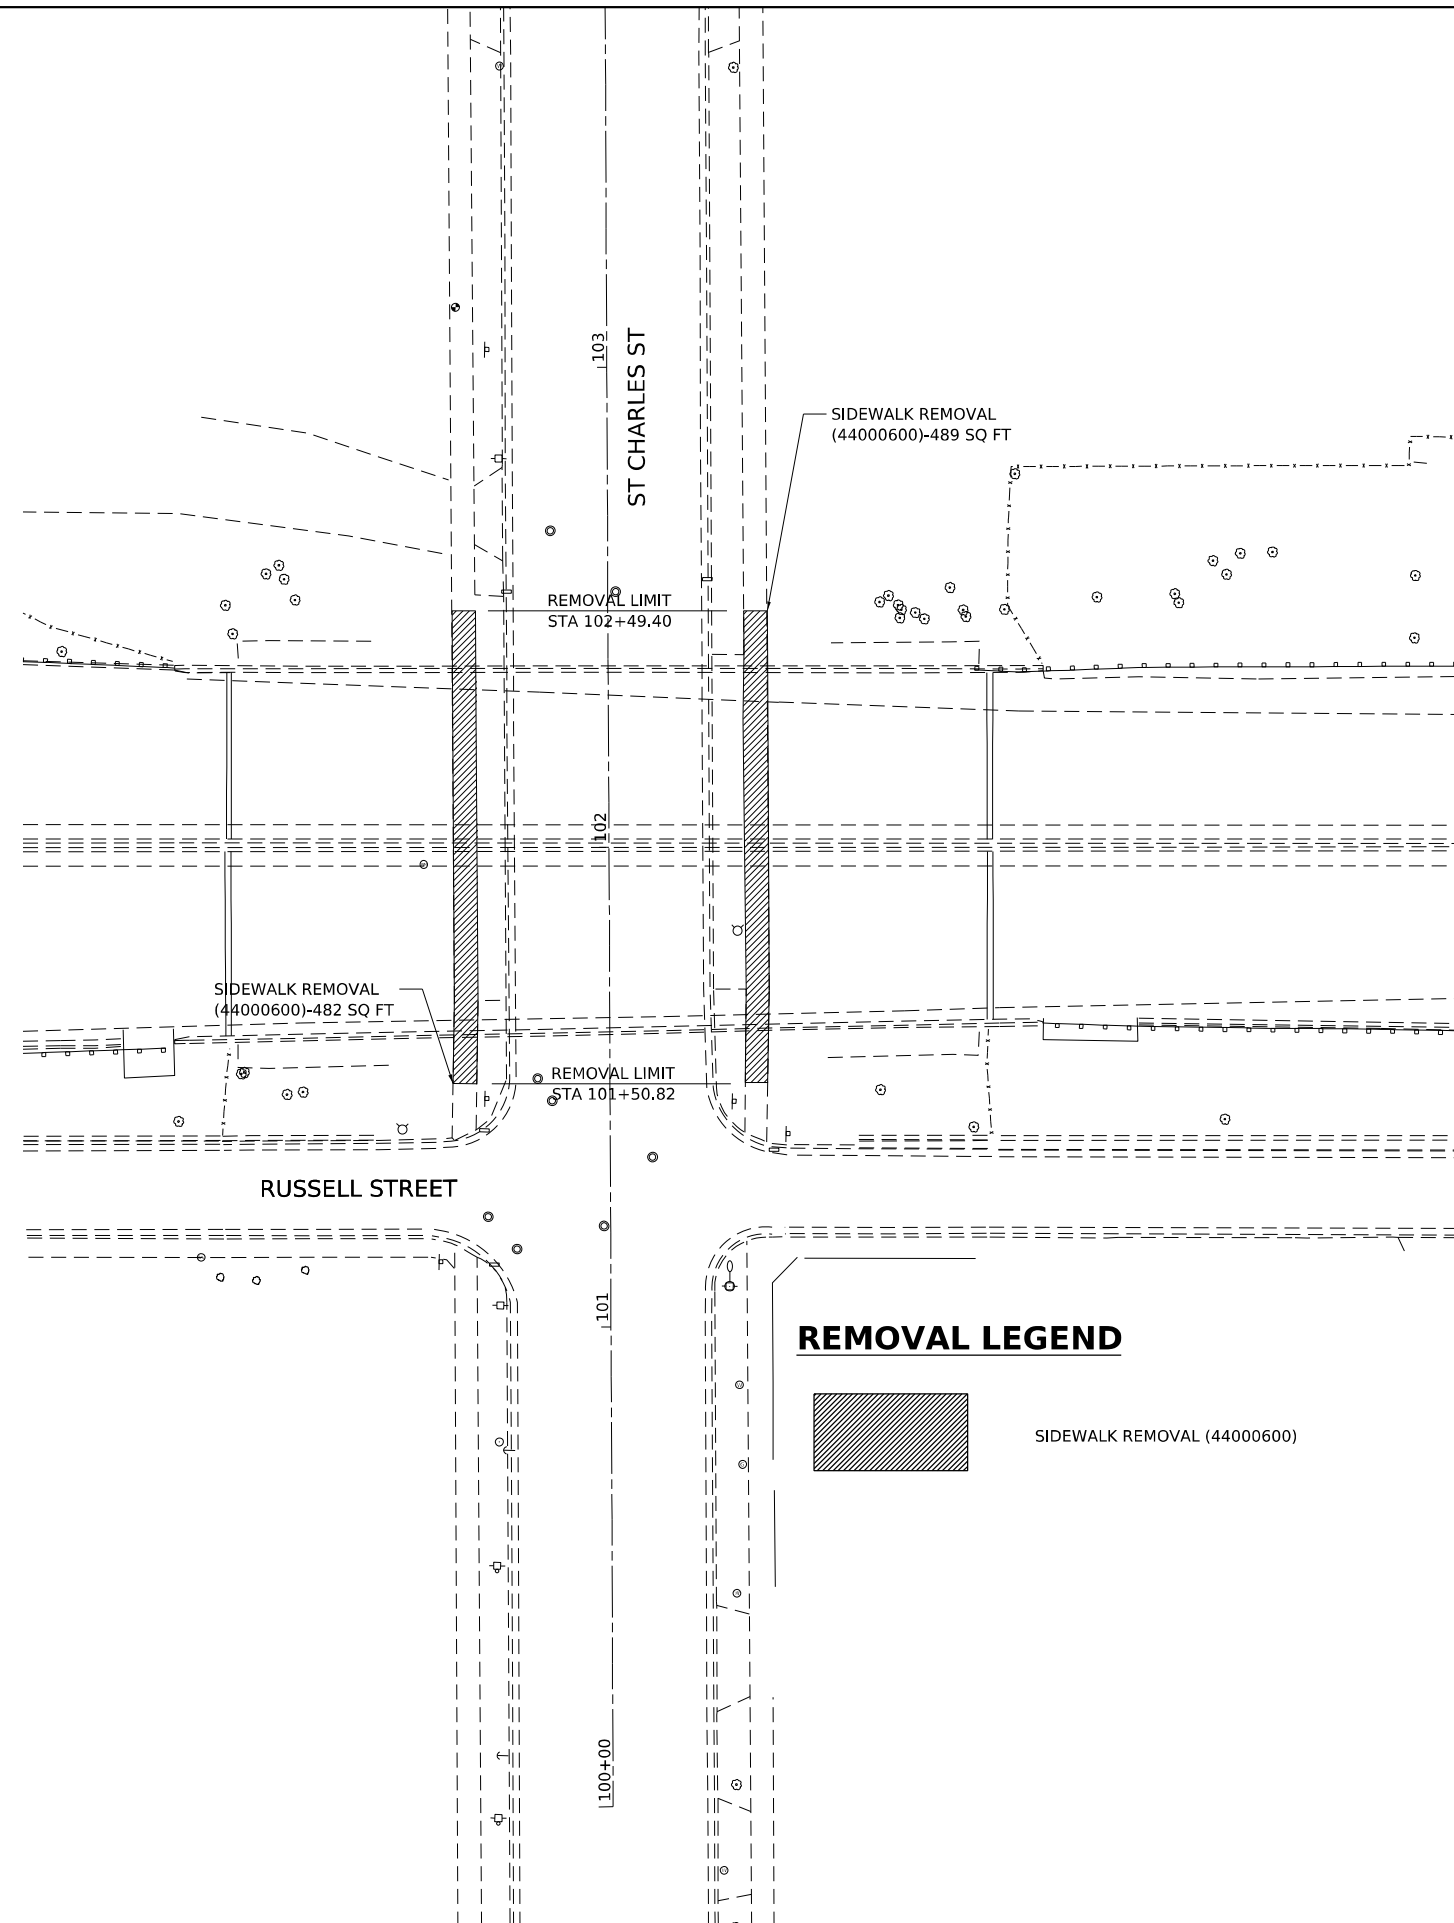 103
ST CHARLES ST
SIDEWALK REMOVAL
(44000600)-489 SQ FT
REMOVAL LIMIT
STA 102+49.40
102
SIDEWALK REMOVAL
(44000600)-482 SQ FT
REMOVAL LIMIT
STA 101+50.82
RUSSELL STREET
101
REMOVAL LEGEND
SIDEWALK REMOVAL (44000600)
100+00